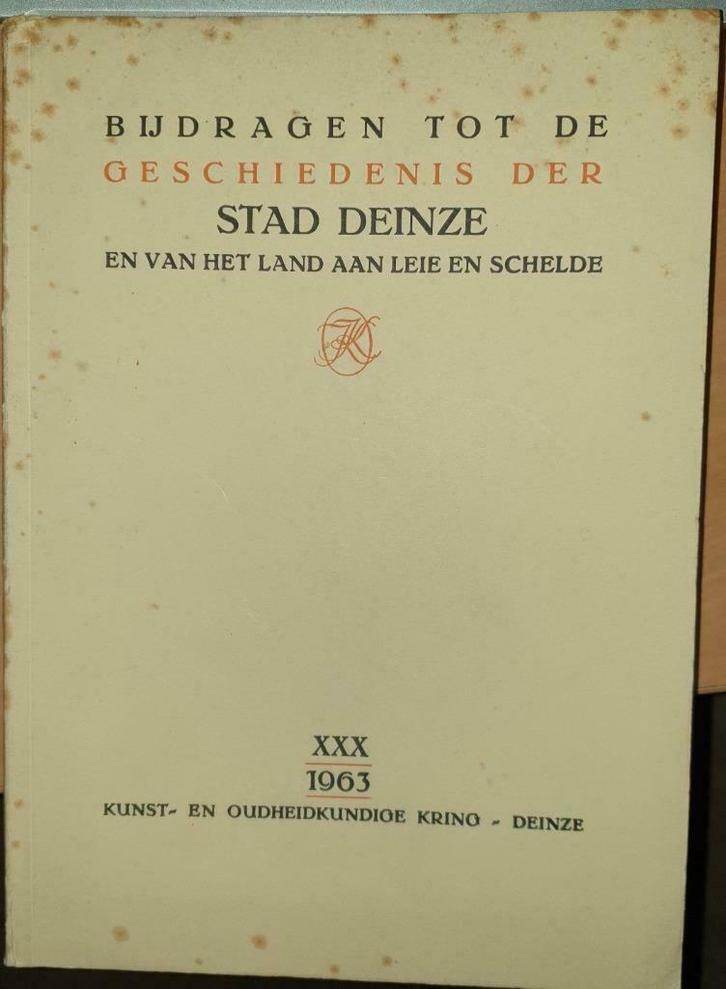 BIJDRAGEN TOT DE
GESCHIEDENIS DER
STAD DEINZE
EN VAN HET LAND AAN LEIE EN SCHELDE
XXX
1963
KUNST- EN OUDHEIDKUNDIGE KRING - DEINZE